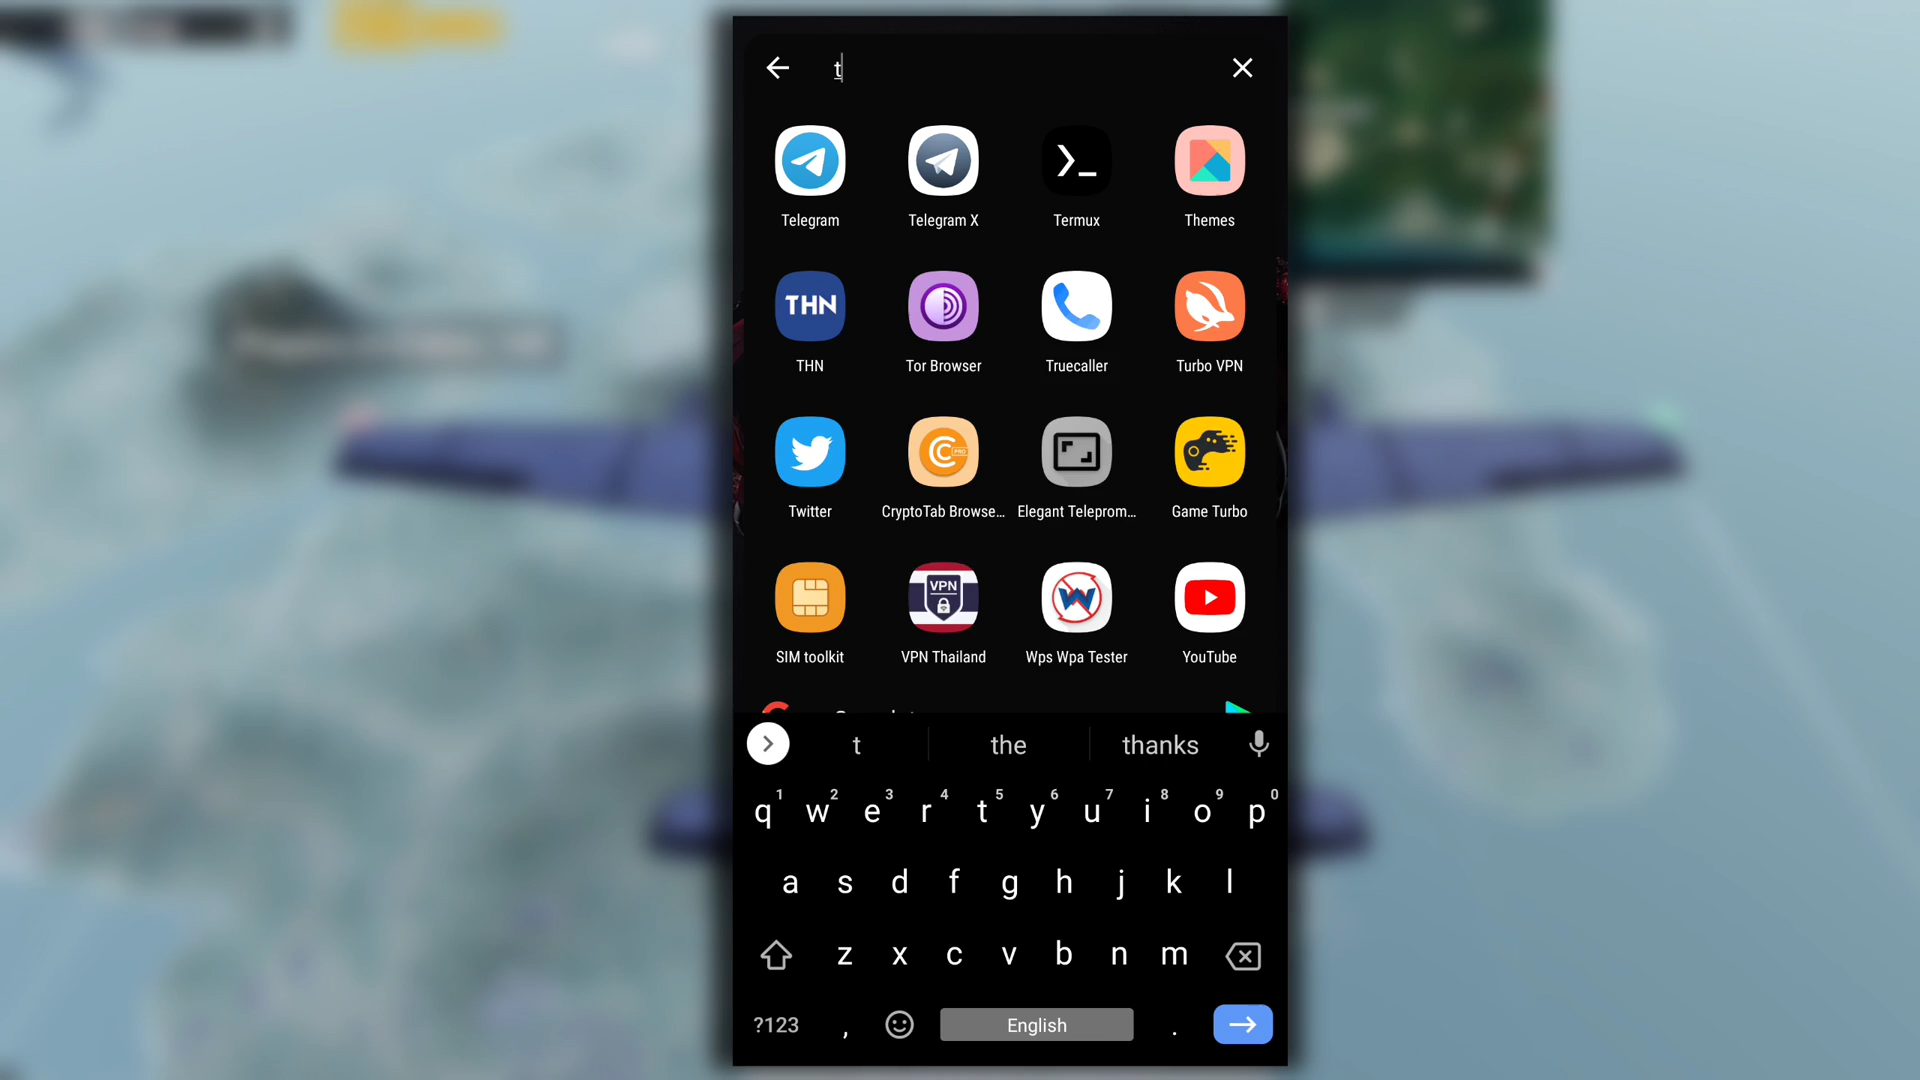 t
Telegram Telegram X Termux Themes
THN
THN Tor Browser Truecaller Turbo VPN
PRO
Twitter CryptoTab Browse... Elegant Teleprom... Game Turbo
VPN
W
SIM toolkit VPN Thailand Wps Wpa Tester YouTube
t the thanks
1 2 3 4 5 6 7 8 9 0
q w e r t y u i o p
a s d f g h j k l
z x c v b n m
?123 , English .